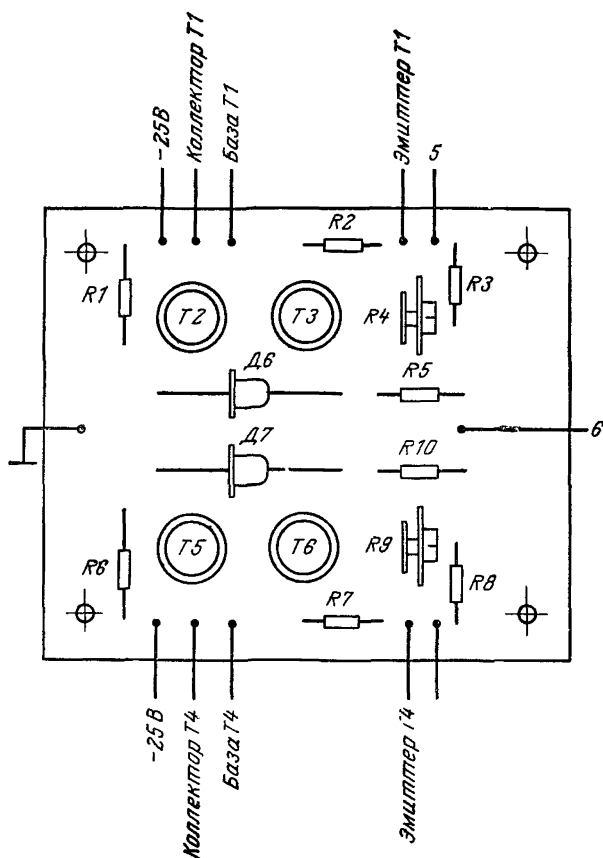 -25В
Коллектор Т1
База Т1
Эмиттер Т1
5
R2
R1
R3
Т2
Т3
R4
Д6
R5
6
Д7
R10
Т5
Т6
R9
R6
R8
R7
-25В
Коллектор Т4
База Т4
Эмиттер Т4